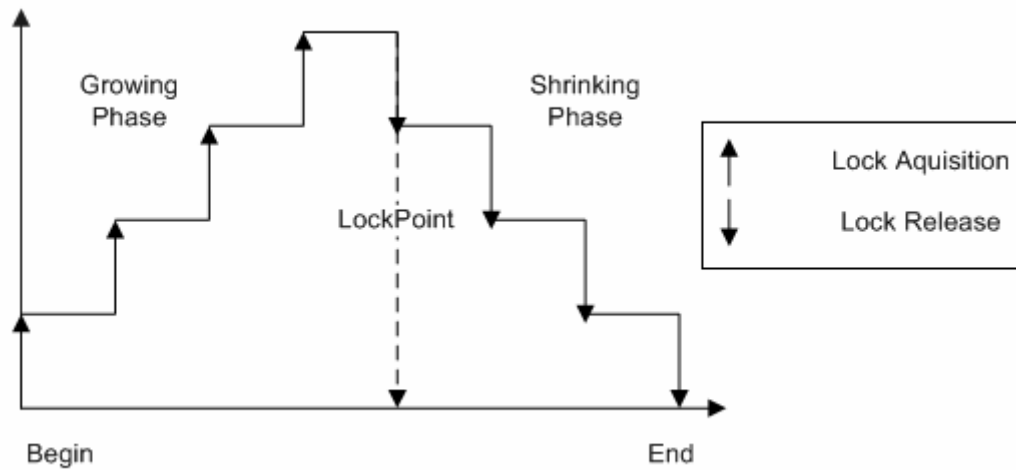 Growing
Phase
Shrinking
Phase
Lock Aquisition
LockPoint
Lock Release
Begin
End